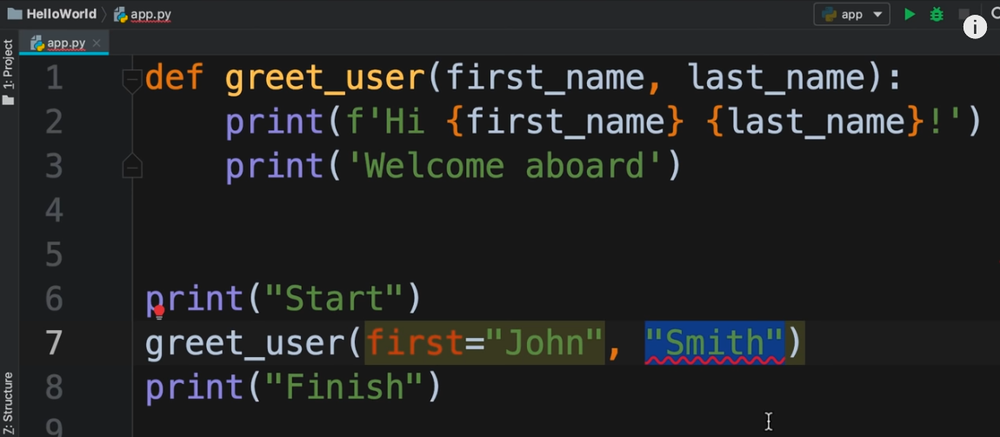 HelloWorld app.py app
app.py
1: Project
Z: Structure
1 def greet_user(first_name, last_name):
2     print(f'Hi {first_name} {last_name}!')
3     print('Welcome aboard')
4
5
6 print("Start")
7 greet_user(first="John", "Smith")
8 print("Finish")
9